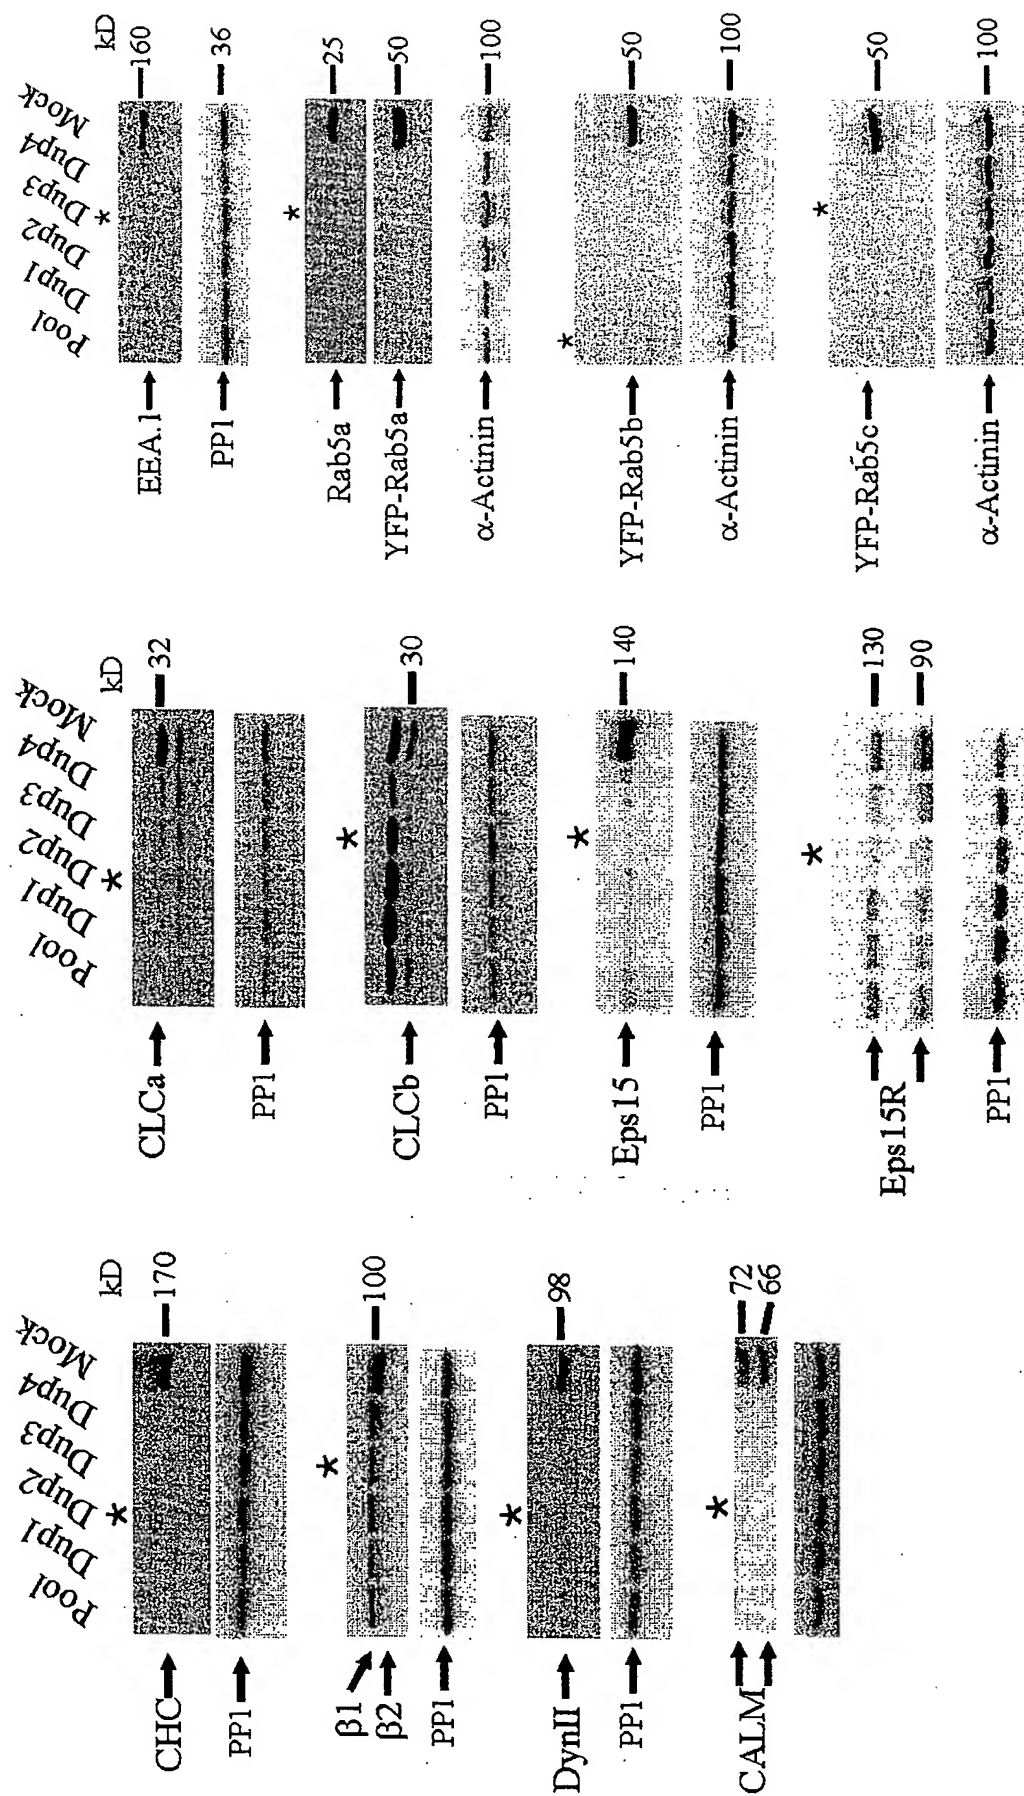 Pool Dup1 Dup2 Dup3 Dup4 Mock
kD
*
CHC 170
PP1
*
β1 100
β2
PP1
*
DynII 98
PP1
*
CALM 72
66
Pool Dup1 Dup2 Dup3 Dup4 Mock
kD
*
CLCa 32
PP1
*
CLCb 30
PP1
*
Eps15 140
PP1
*
Eps15R 130
90
PP1
Pool Dup1 Dup2 Dup3 Dup4 Mock
kD
*
EEA.1 160
PP1 36
*
Rab5a 25
YFP-Rab5a 50
α-Actinin 100
*
YFP-Rab5b 50
α-Actinin 100
*
YFP-Rab5c 50
α-Actinin 100